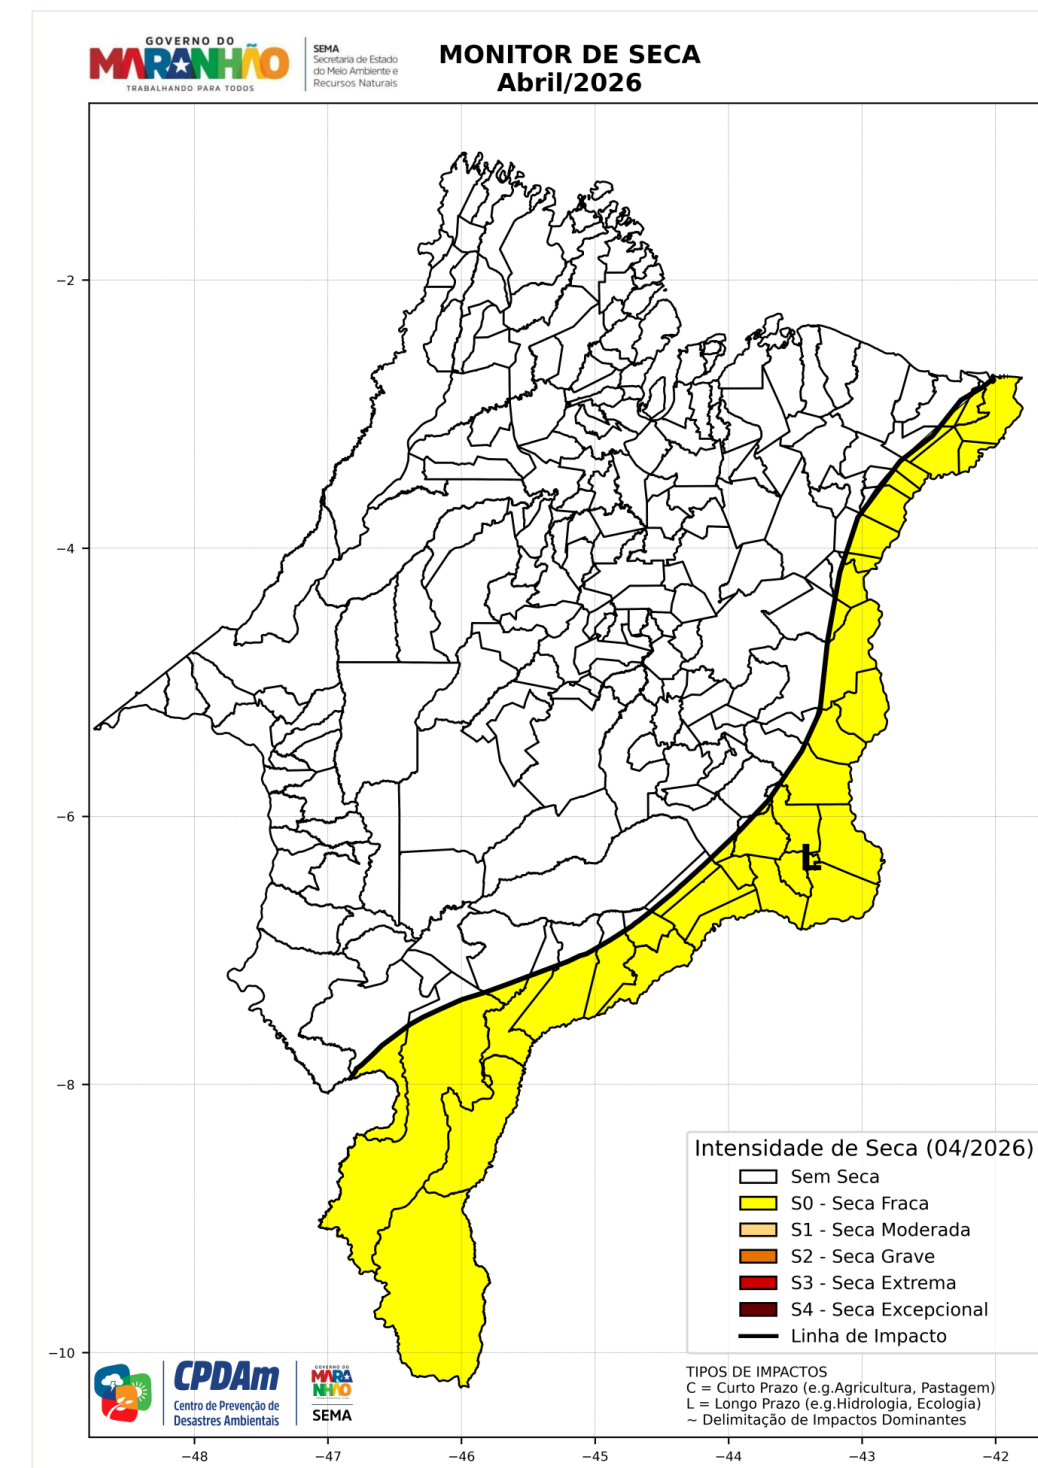 GOVERNO DO
MARANHÃO
TRABALHANDO PARA TODOS
SEMA
Secretaria de Estado
do Meio Ambiente e
Recursos Naturais
MONITOR DE SECA
Abril/2026
−2
−4
−6
−8
−10
L
Intensidade de Seca (04/2026)
Sem Seca
S0 - Seca Fraca
S1 - Seca Moderada
S2 - Seca Grave
S3 - Seca Extrema
S4 - Seca Excepcional
Linha de Impacto
TIPOS DE IMPACTOS
C = Curto Prazo (e.g.Agricultura, Pastagem)
L = Longo Prazo (e.g.Hidrologia, Ecologia)
~ Delimitação de Impactos Dominantes
CPDAm
Centro de Prevenção de
Desastres Ambientais
GOVERNO DO
MARANHÃO
SEMA
−48
−47
−46
−45
−44
−43
−42